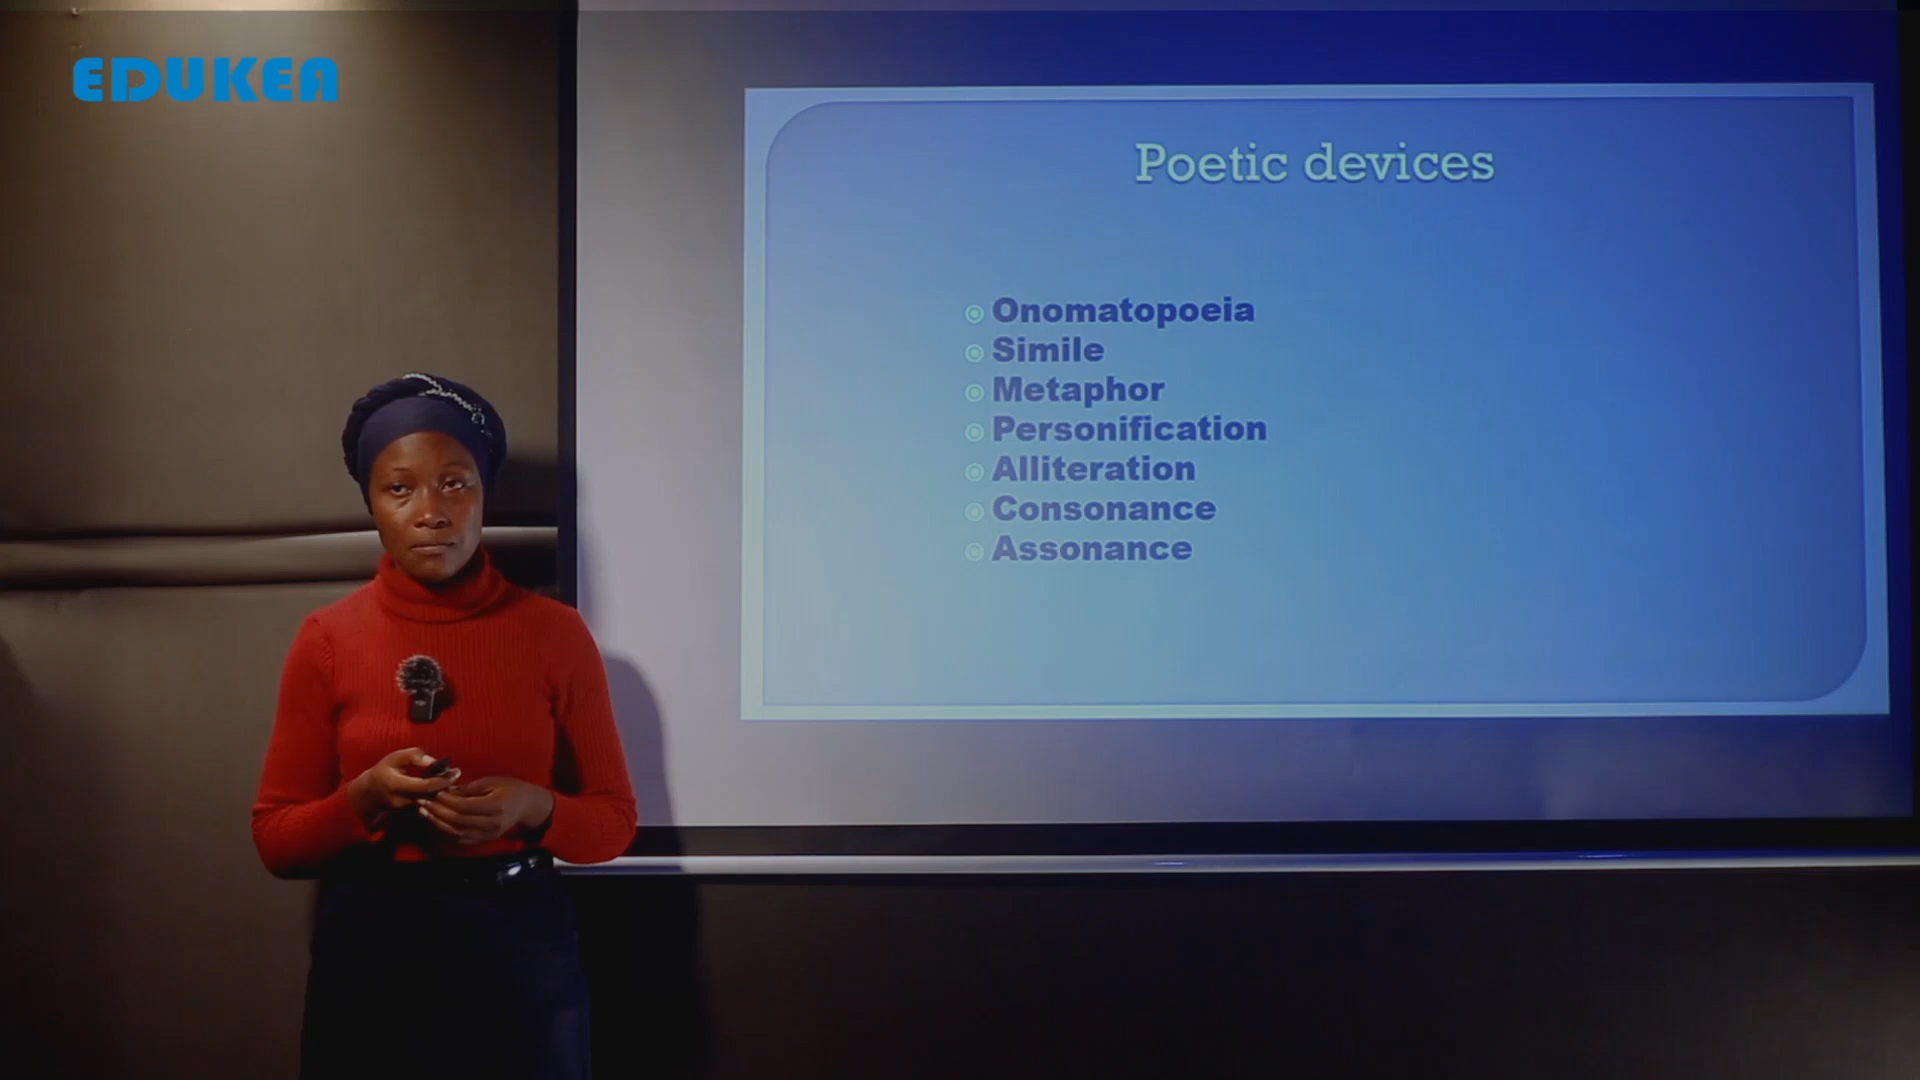 EDUKEA
Poetic devices
Onomatopoeia
Simile
Metaphor
Personification
Alliteration
Consonance
Assonance